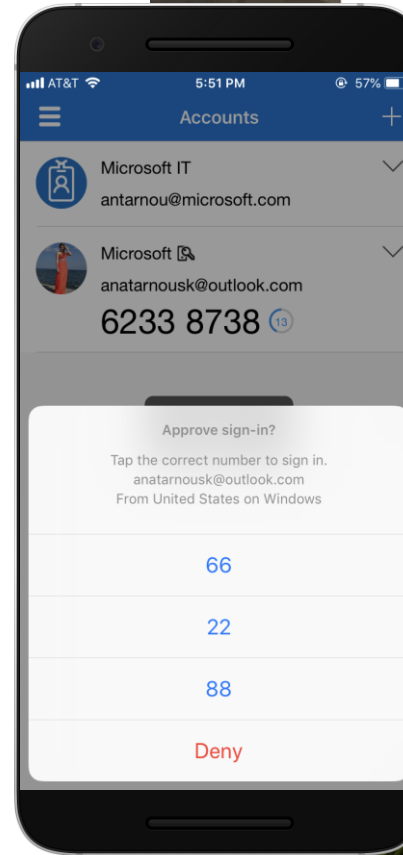 AT&T 5:51 PM 57%
Accounts
Microsoft IT
antarnou@microsoft.com
Microsoft
anatarnousk@outlook.com
6233 8738 13
Approve sign-in?
Tap the correct number to sign in.
anatarnousk@outlook.com
From United States on Windows
66
22
88
Deny